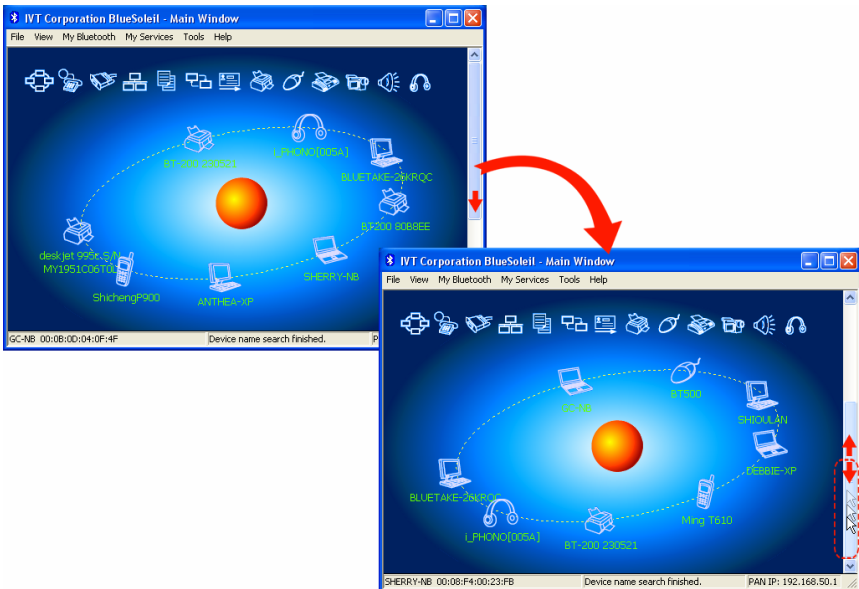 IVT Corporation BlueSoleil - Main Window
File View My Bluetooth My Services Tools Help
i_PHONO[005A]
BT-200 230521
BLUETAKE-26KRQC
BT200 80B8EE
deskjet 995c S/N
MY1951C06T0D
SHERRY-NB
ShichengP900
ANTHEA-XP
GC-NB 00:0B:0D:04:0F:4F Device name search finished. P
IVT Corporation BlueSoleil - Main Window
File View My Bluetooth My Services Tools Help
GC-NB
BT500
SHIOULAN
DEBBIE-XP
BLUETAKE-26KRQC
Ming T610
i_PHONO[005A]
BT-200 230521
SHERRY-NB 00:08:F4:00:23:FB Device name search finished. PAN IP: 192.168.50.1